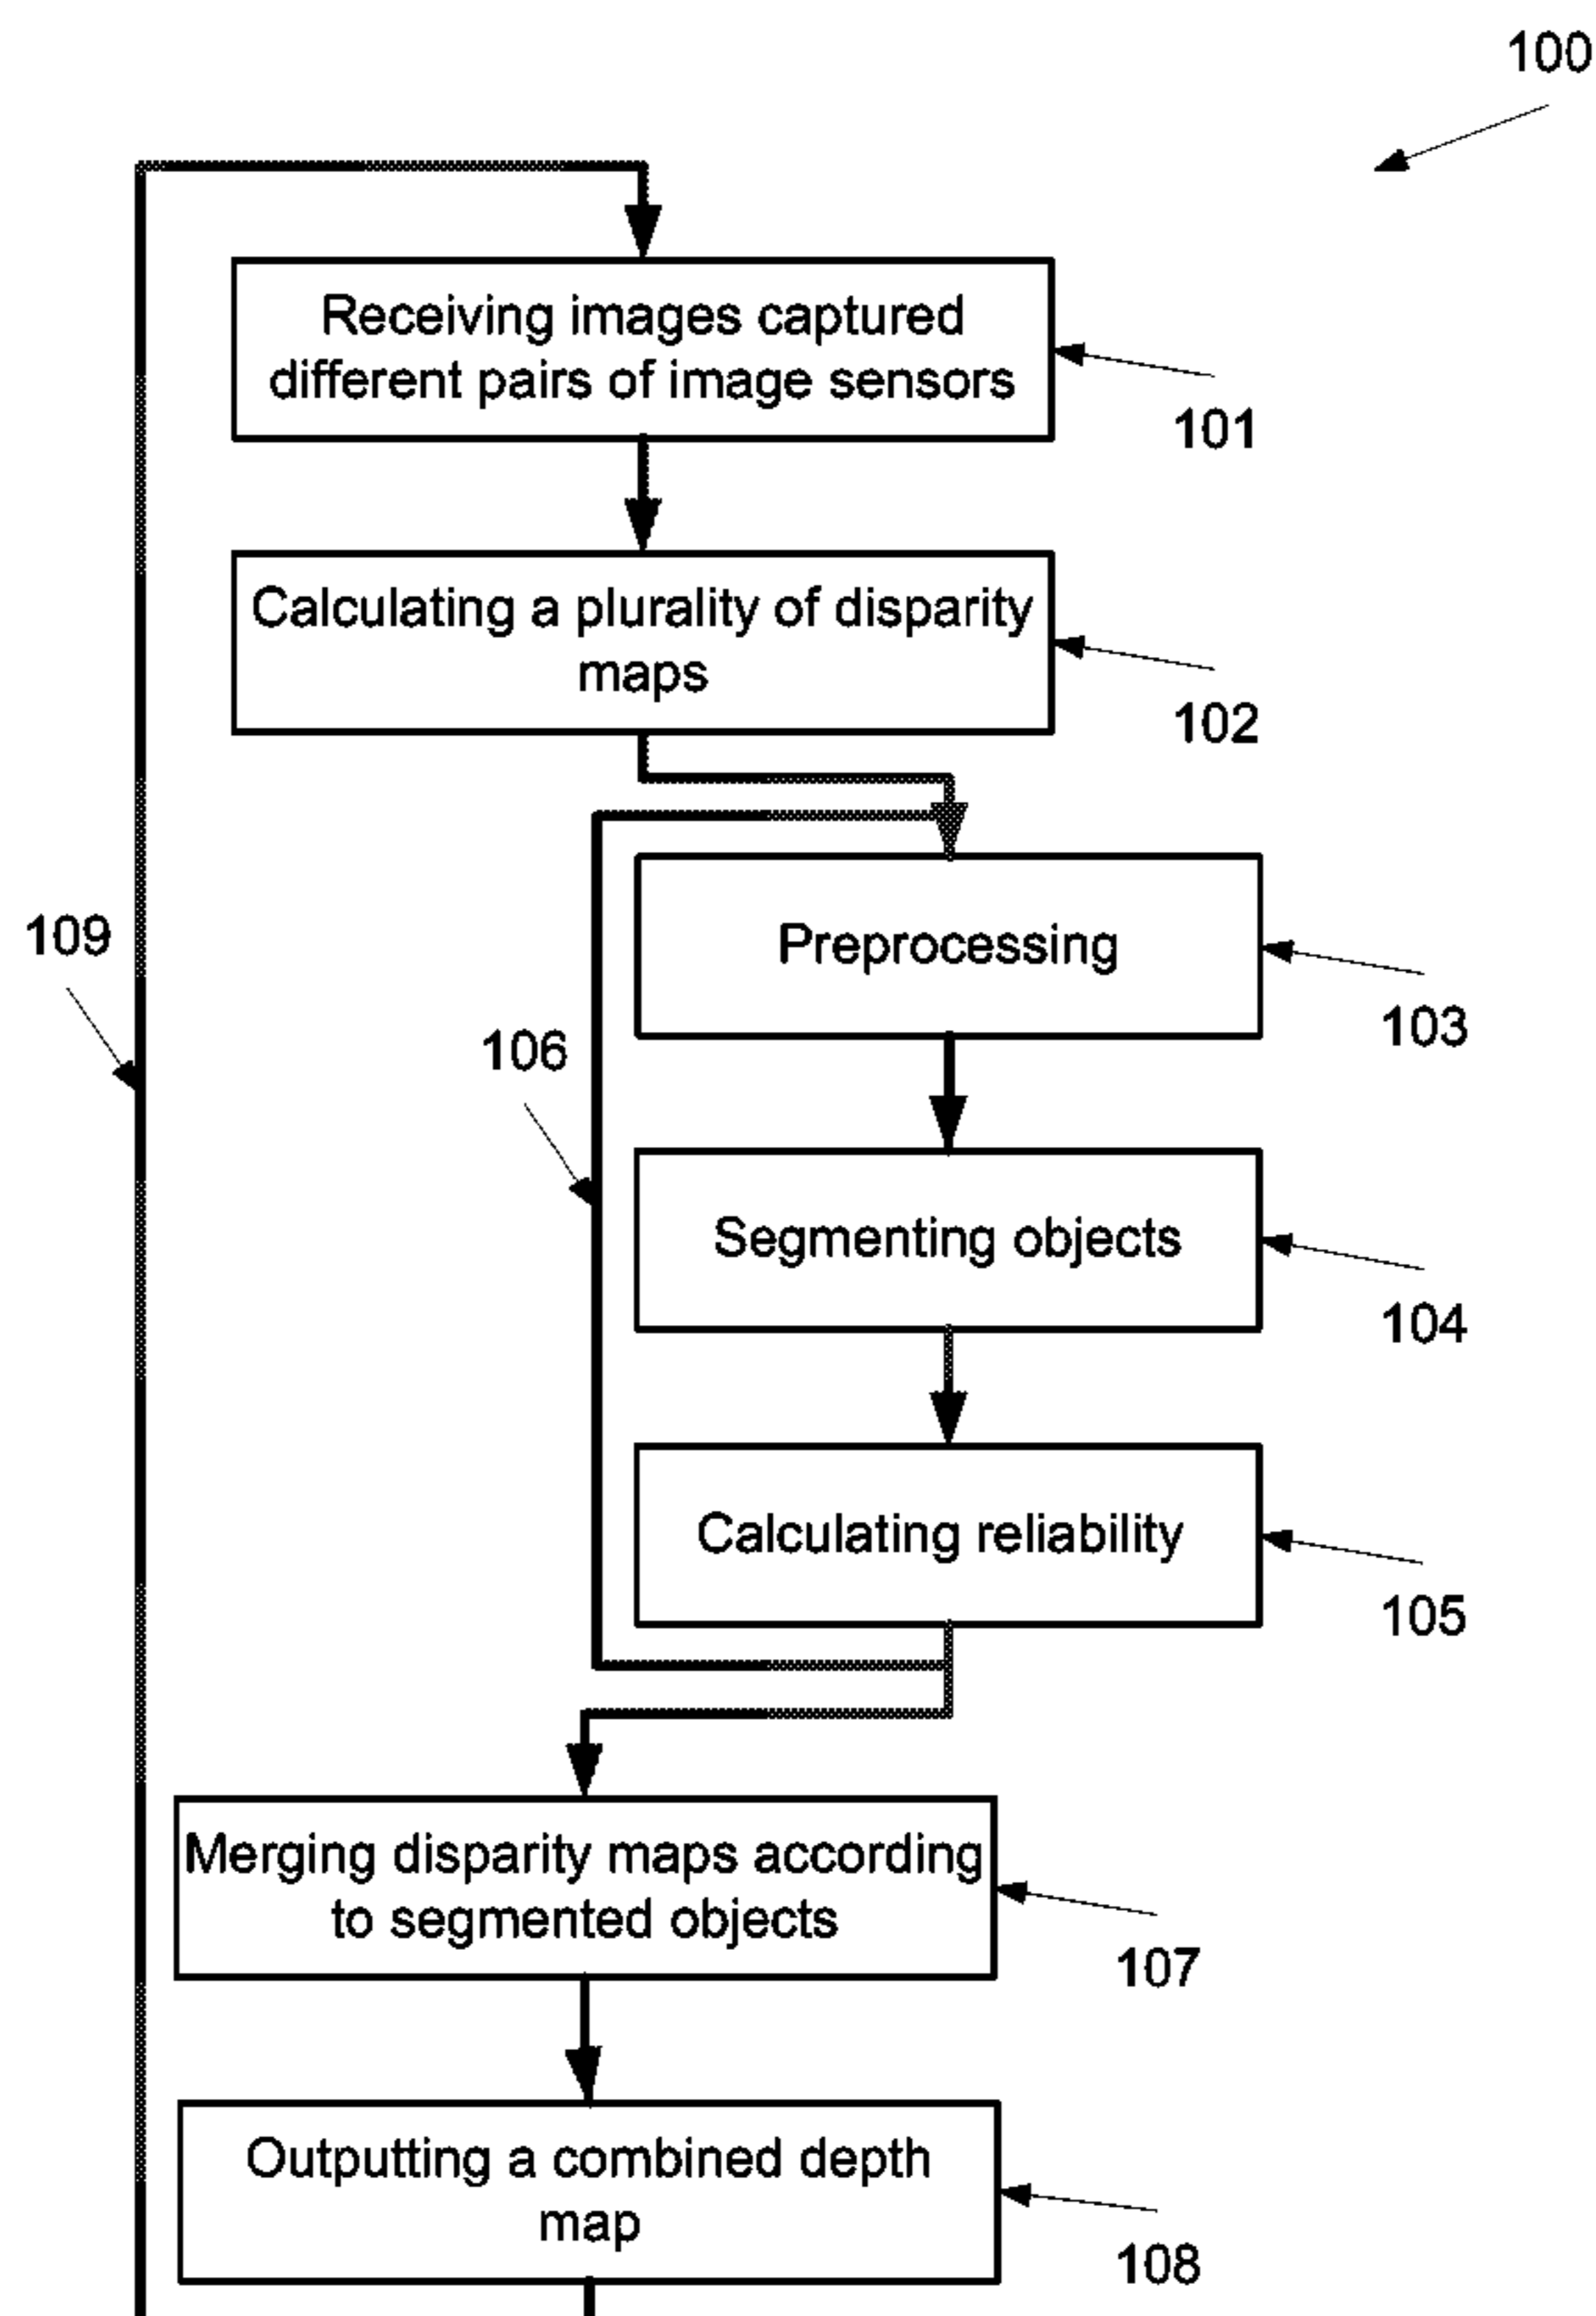 100
Receiving images captured
different pairs of image sensors
101
Calculating a plurality of disparity
maps
102
109
Preprocessing
103
106
Segmenting objects
104
Calculating reliability
105
Merging disparity maps according
to segmented objects
107
Outputting a combined depth
map
108